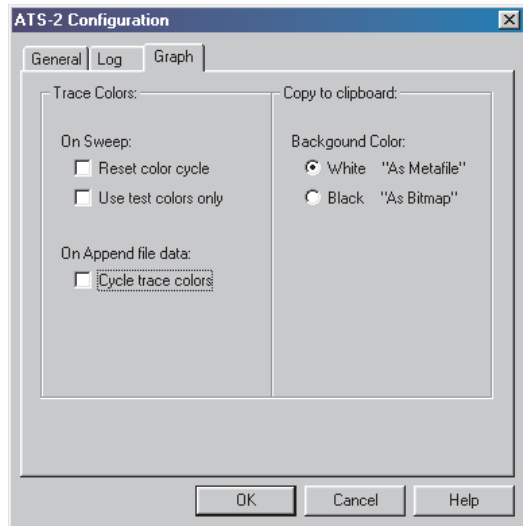 ATS-2 Configuration
General Log Graph
Trace Colors:
On Sweep:
Reset color cycle
Use test colors only
On Append file data:
Cycle trace colors
Copy to clipboard:
Backgound Color:
White "As Metafile"
Black "As Bitmap"
OK Cancel Help